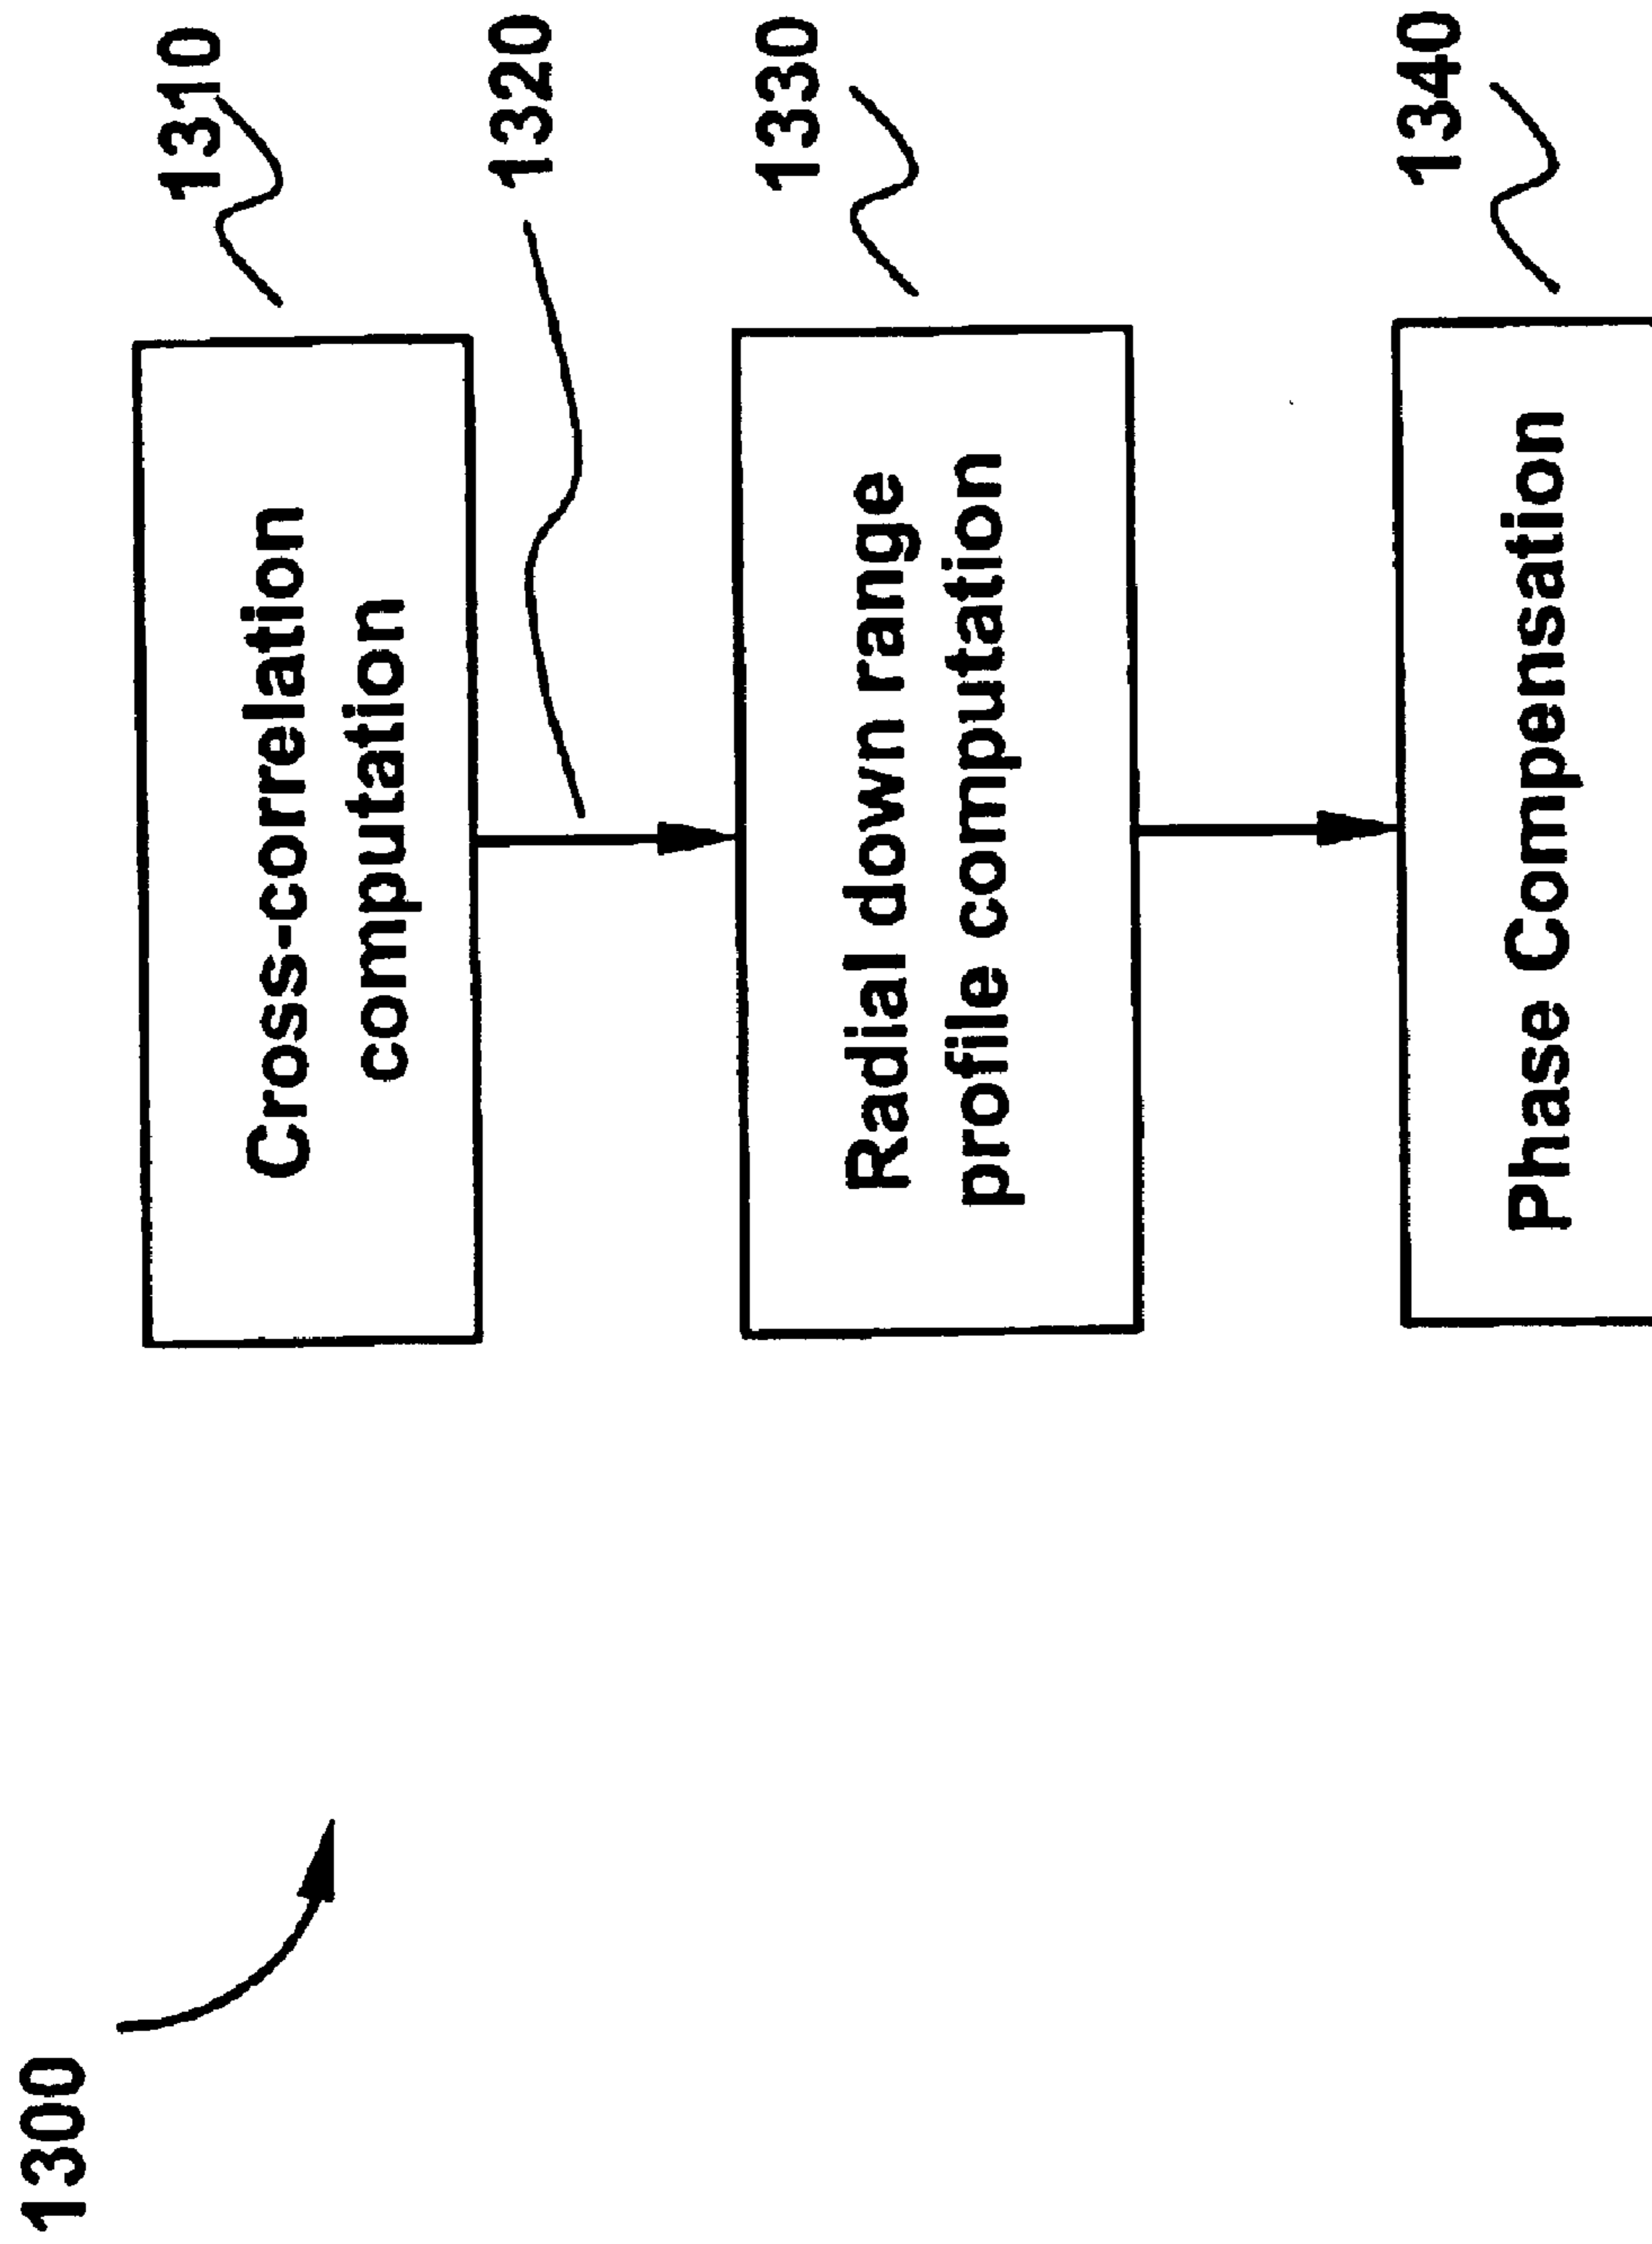 1300
1310
Cross-correlation
computation
1320
1330
Radial down range
profile computation
1340
Phase Compensation